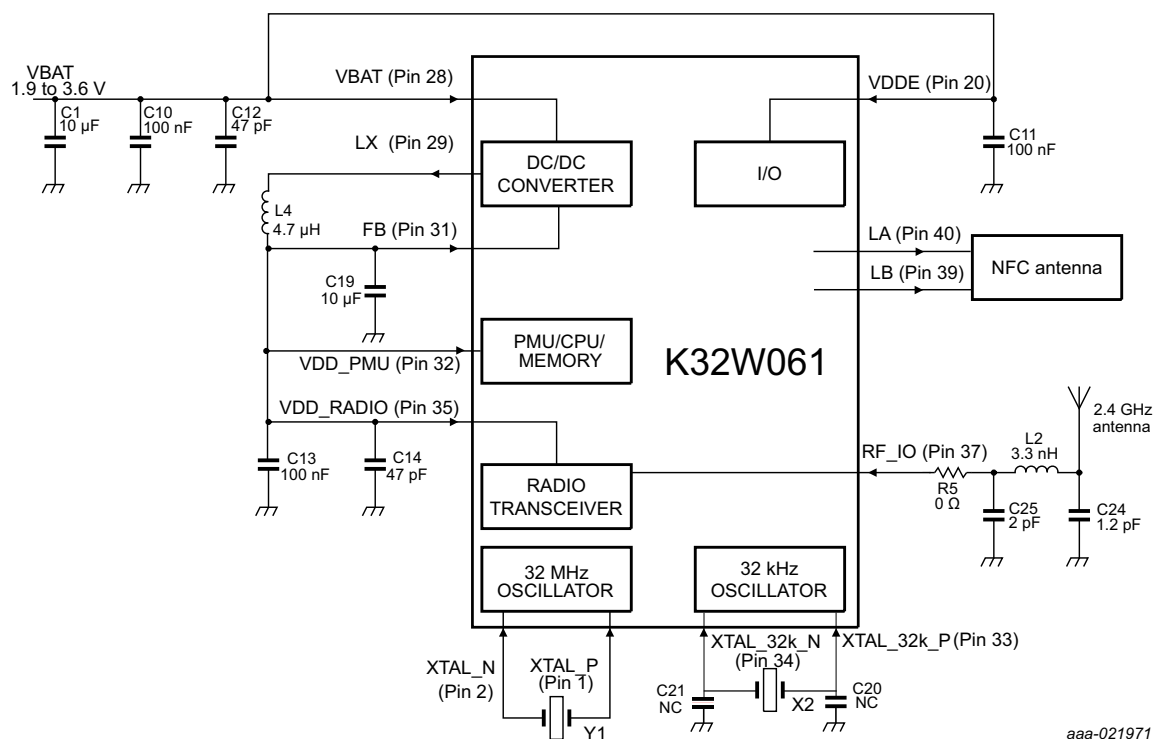 VBAT
1.9 to 3.6 V
C1
10 µF
C10
100 nF
C12
47 pF
VBAT (Pin 28)
VDDE (Pin 20)
C11
100 nF
LX (Pin 29)
DC/DC
CONVERTER
I/O
L4
4.7 µH
FB (Pin 31)
C19
10 µF
LA (Pin 40)
LB (Pin 39)
NFC antenna
PMU/CPU/
MEMORY
K32W061
VDD_PMU (Pin 32)
VDD_RADIO (Pin 35)
C13
100 nF
C14
47 pF
RADIO
TRANSCEIVER
RF_IO (Pin 37)
R5
0 Ω
L2
3.3 nH
2.4 GHz
antenna
C25
2 pF
C24
1.2 pF
32 MHz
OSCILLATOR
32 kHz
OSCILLATOR
XTAL_N
(Pin 2)
XTAL_P
(Pin 1)
Y1
XTAL_32k_N
(Pin 34)
XTAL_32k_P (Pin 33)
C21
NC
X2
C20
NC
aaa-021971